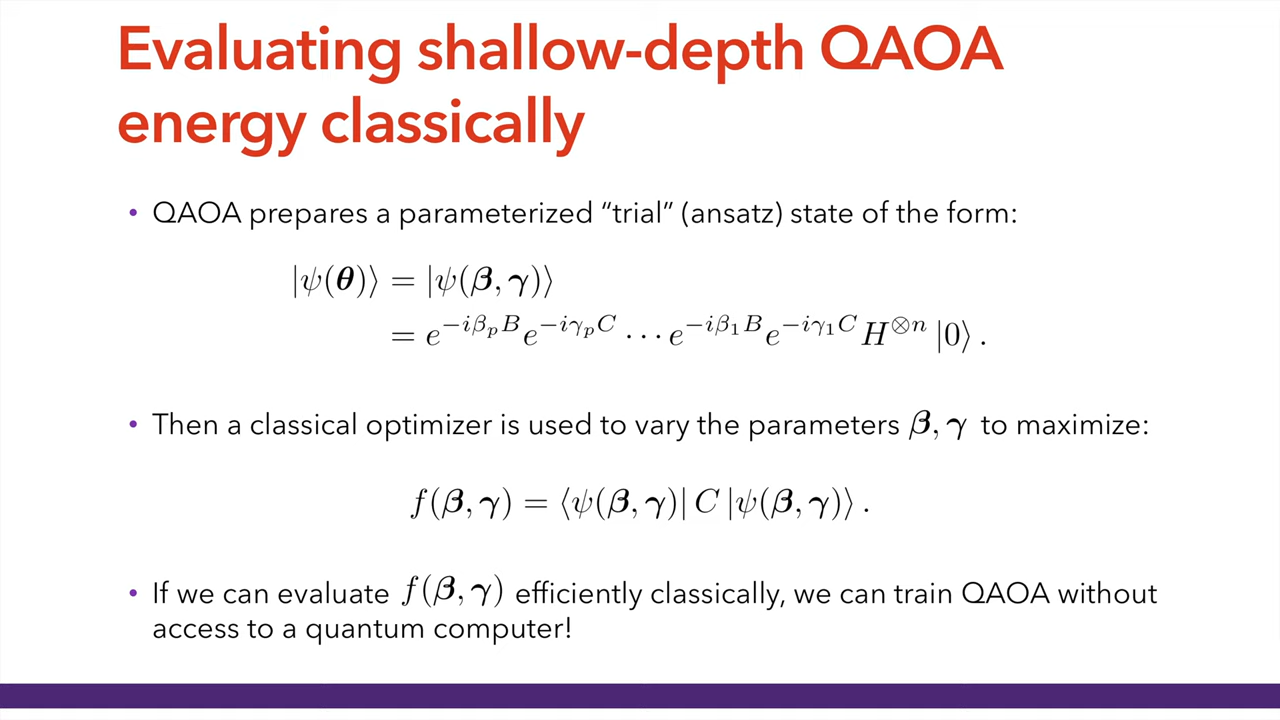 Evaluating shallow-depth QAOA
energy classically
• QAOA prepares a parameterized “trial” (ansatz) state of the form:
|ψ(𝜽)⟩ = |ψ(𝜷, 𝜸)⟩
= e^{−iβ_p B} e^{−iγ_p C} ⋯ e^{−iβ_1 B} e^{−iγ_1 C} H^{⊗n} |0⟩ .
• Then a classical optimizer is used to vary the parameters 𝜷, 𝜸 to maximize:
f(𝜷, 𝜸) = ⟨ψ(𝜷, 𝜸)| C |ψ(𝜷, 𝜸)⟩ .
• If we can evaluate f(𝜷, 𝜸) efficiently classically, we can train QAOA without
access to a quantum computer!